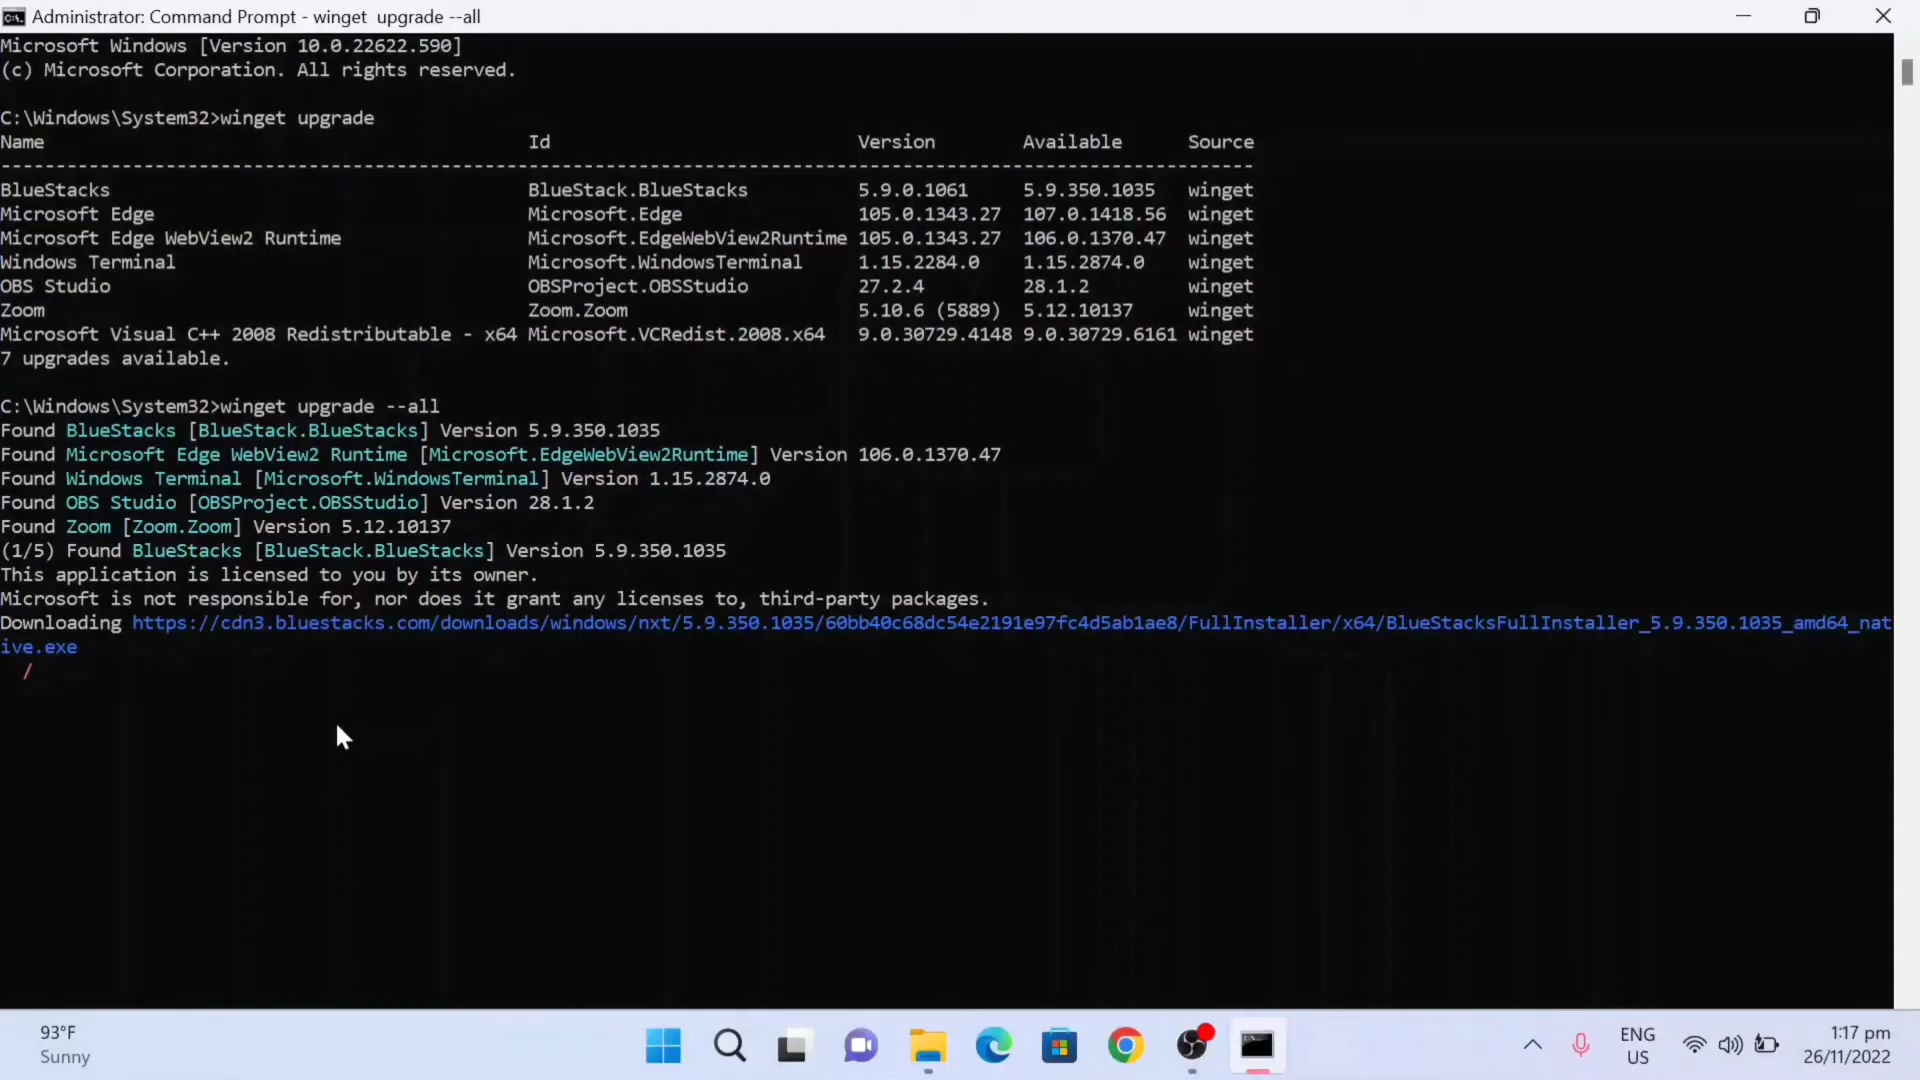 Administrator: Command Prompt - winget  upgrade --all
Microsoft Windows [Version 10.0.22622.590]
(c) Microsoft Corporation. All rights reserved.
C:\Windows\System32>winget upgrade
Name Id Version Available Source
-------------------------------------------------------------------------------------------------------------------
BlueStacks BlueStack.BlueStacks 5.9.0.1061 5.9.350.1035 winget
Microsoft Edge Microsoft.Edge 105.0.1343.27 107.0.1418.56 winget
Microsoft Edge WebView2 Runtime Microsoft.EdgeWebView2Runtime 105.0.1343.27 106.0.1370.47 winget
Windows Terminal Microsoft.WindowsTerminal 1.15.2284.0 1.15.2874.0 winget
OBS Studio OBSProject.OBSStudio 27.2.4 28.1.2 winget
Zoom Zoom.Zoom 5.10.6 (5889) 5.12.10137 winget
Microsoft Visual C++ 2008 Redistributable - x64 Microsoft.VCRedist.2008.x64 9.0.30729.4148 9.0.30729.6161 winget
7 upgrades available.
C:\Windows\System32>winget upgrade --all
Found BlueStacks [BlueStack.BlueStacks] Version 5.9.350.1035
Found Microsoft Edge WebView2 Runtime [Microsoft.EdgeWebView2Runtime] Version 106.0.1370.47
Found Windows Terminal [Microsoft.WindowsTerminal] Version 1.15.2874.0
Found OBS Studio [OBSProject.OBSStudio] Version 28.1.2
Found Zoom [Zoom.Zoom] Version 5.12.10137
(1/5) Found BlueStacks [BlueStack.BlueStacks] Version 5.9.350.1035
This application is licensed to you by its owner.
Microsoft is not responsible for, nor does it grant any licenses to, third-party packages.
Downloading https://cdn3.bluestacks.com/downloads/windows/nxt/5.9.350.1035/60bb40c68dc54e2191e97fc4d5ab1ae8/FullInstaller/x64/BlueStacksFullInstaller_5.9.350.1035_amd64_nat
ive.exe
/
93°F
Sunny
ENG
US
1:17 pm
26/11/2022